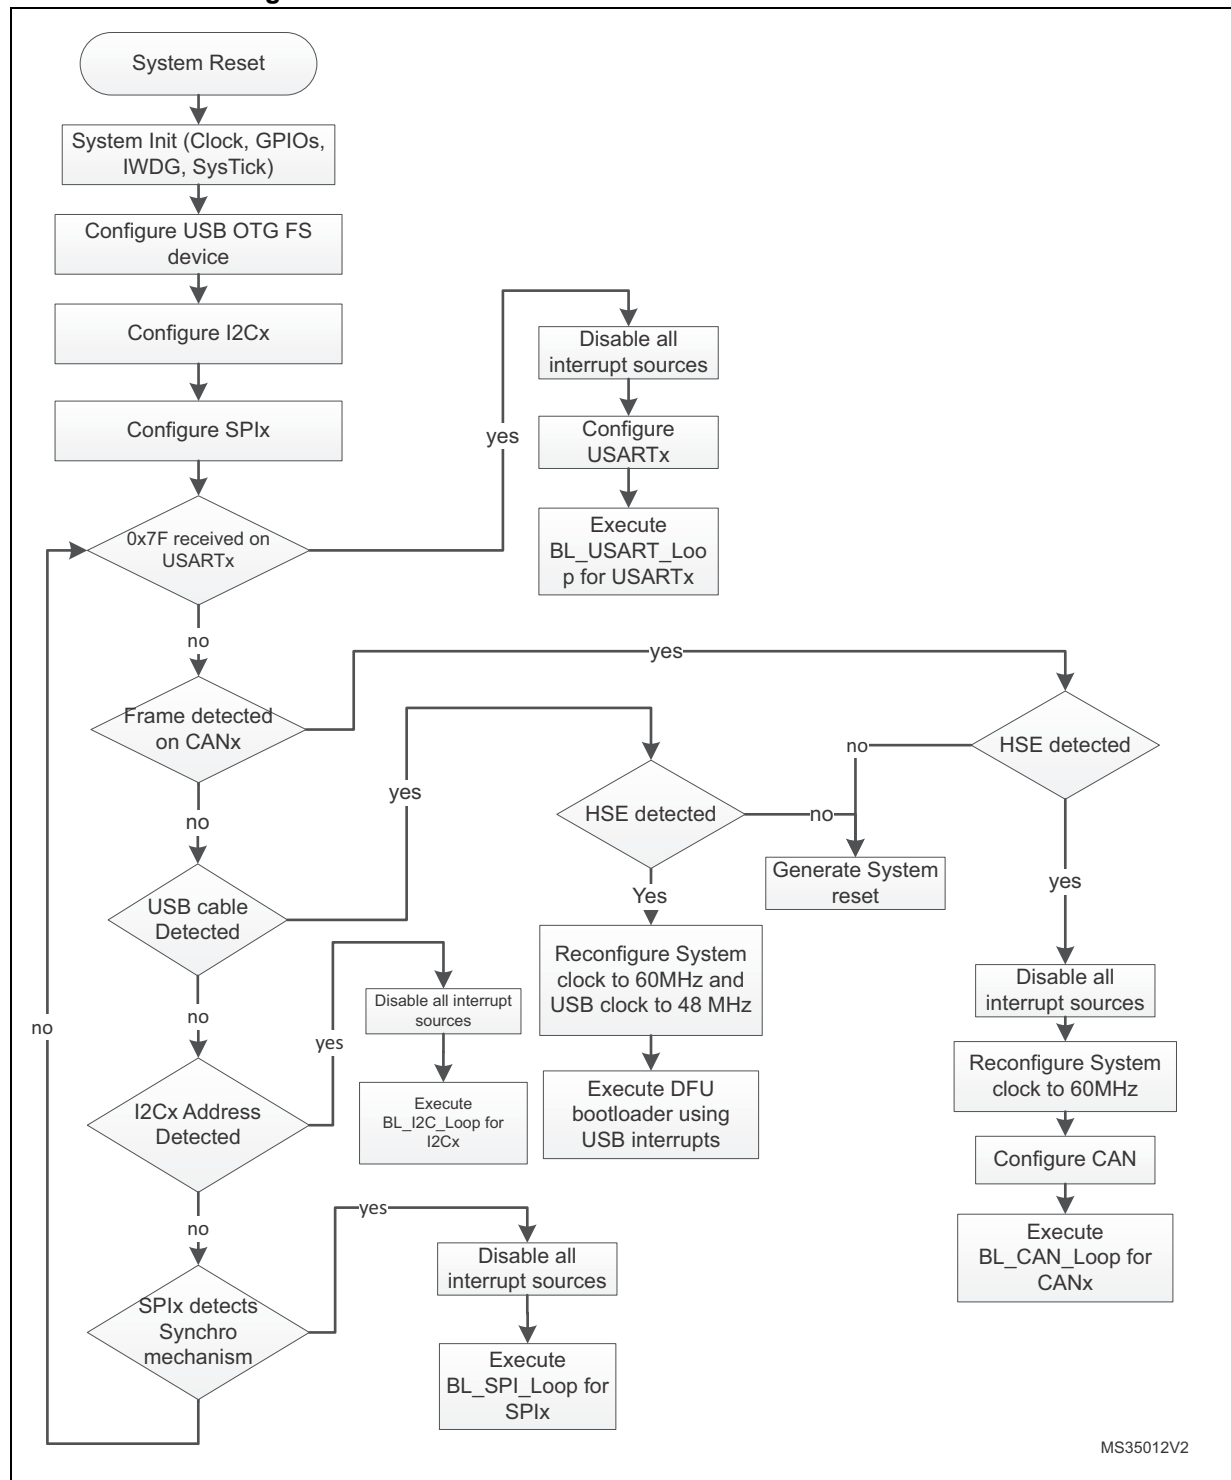 System Reset
System Init (Clock, GPIOs,
IWDG, SysTick)
Configure USB OTG FS
device
Configure I2Cx
Configure SPIx
0x7F received on
USARTx
yes
Disable all
interrupt sources
Configure
USARTx
Execute
BL_USART_Loo
p for USARTx
no
Frame detected
on CANx
yes
HSE detected
no
yes
Disable all
interrupt sources
Reconfigure System
clock to 60MHz
Configure CAN
Execute
BL_CAN_Loop for
CANx
no
USB cable
Detected
yes
HSE detected
no
Generate System
reset
Yes
Reconfigure System
clock to 60MHz and
USB clock to 48 MHz
Execute DFU
bootloader using
USB interrupts
no
I2Cx Address
Detected
yes
Disable all interrupt
sources
Execute
BL_I2C_Loop for
I2Cx
no
SPIx detects
Synchro
mechanism
yes
Disable all
interrupt sources
Execute
BL_SPI_Loop for
SPIx
no
MS35012V2